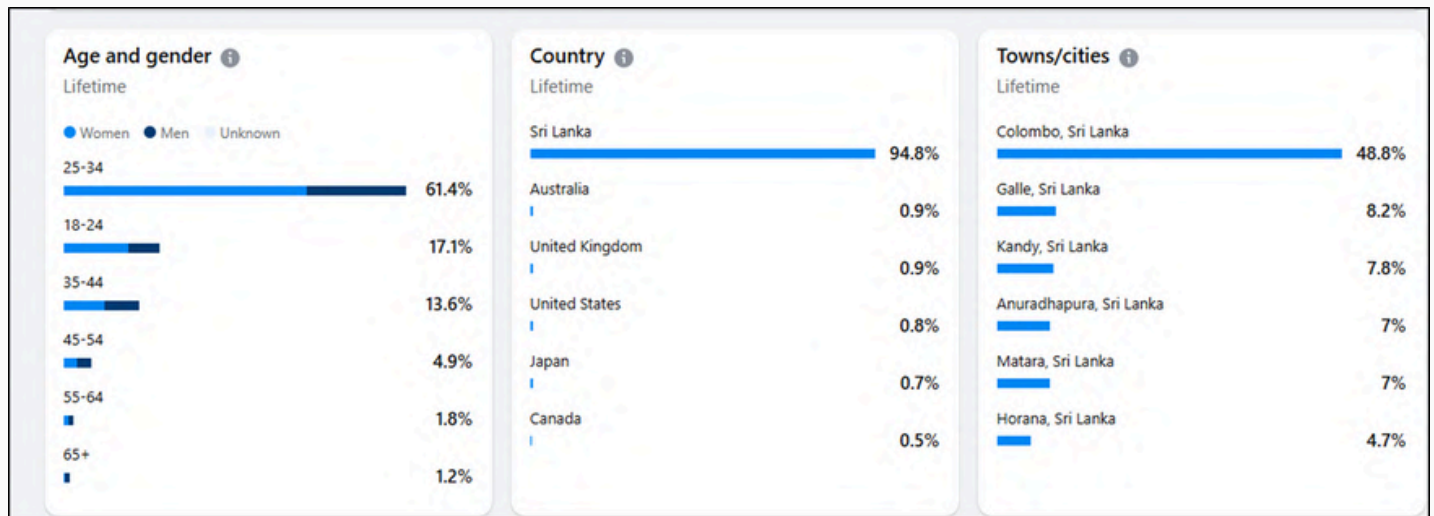 Age and gender
Lifetime
Women Men Unknown
25-34
61.4%
18-24
17.1%
35-44
13.6%
45-54
4.9%
55-64
1.8%
65+
1.2%
Country
Lifetime
Sri Lanka
94.8%
Australia
0.9%
United Kingdom
0.9%
United States
0.8%
Japan
0.7%
Canada
0.5%
Towns/cities
Lifetime
Colombo, Sri Lanka
48.8%
Galle, Sri Lanka
8.2%
Kandy, Sri Lanka
7.8%
Anuradhapura, Sri Lanka
7%
Matara, Sri Lanka
7%
Horana, Sri Lanka
4.7%